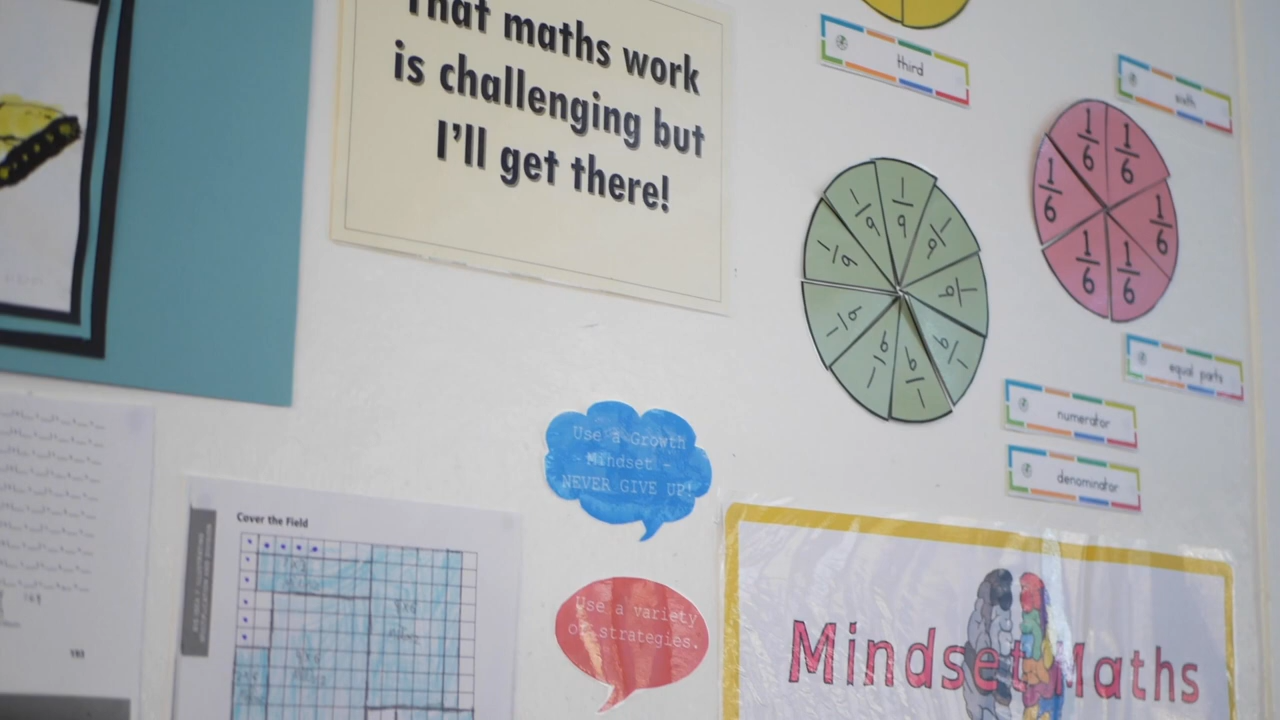 That maths work
is challenging but
I'll get there!
third
sixth
1/9
1/9
1/9
1/9
1/9
1/9
1/9
1/9
1/9
1/6
1/6
1/6
1/6
1/6
1/6
equal parts
numerator
denominator
Use a Growth
- Mindset -
NEVER GIVE UP!
Use a variety
of strategies.
Cover the Field
169
193
Mindset Maths